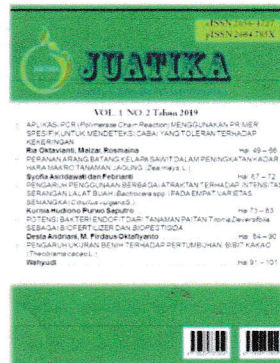 eISSN 2656-1727
pISSN 2684-785X
JUATIKA
VOL. 1 NO. 2 Tahun 2019
APLIKASI PCR (Polymerase Chain Reaction) MENGGUNAKAN PRIMER
SPESIFIK UNTUK MENDETEKSI CABAI YANG TOLERAN TERHADAP
KEKERINGAN
Ria Oktavianti, Maizar, Rosmaina Hal 49 – 66
PERANAN ARANG BATANG KELAPA SAWIT DALAM PENINGKATAN KADAR
HARA MAKRO TANAMAN JAGUNG (Zea mays L.)
Syofia Asridawati dan Febrianti Hal 67 – 72
PENGARUH PENGGUNAAN BERBAGAI ATRAKTAN TERHADAP INTENSITAS
SERANGAN LALAT BUAH (Bactrocera spp.) PADA EMPAT VARIETAS
SEMANGKA (Citrullus vulgaris S.)
Kurnia Hudiono Purwo Saputro Hal 73 – 83
POTENSI BAKTERI ENDOFIT DARI TANAMAN PAITAN Tithonia Deversifolia
SEBAGAI BIOFERTILIZER DAN BIOPESTISIDA
Desta Andriani, M. Firdaus Oktafiyanto Hal 84 – 90
PENGARUH UKURAN BENIH TERHADAP PERTUMBUHAN BIBIT KAKAO
(Theobroma cacao L.)
Wahyudi Hal 91 – 101